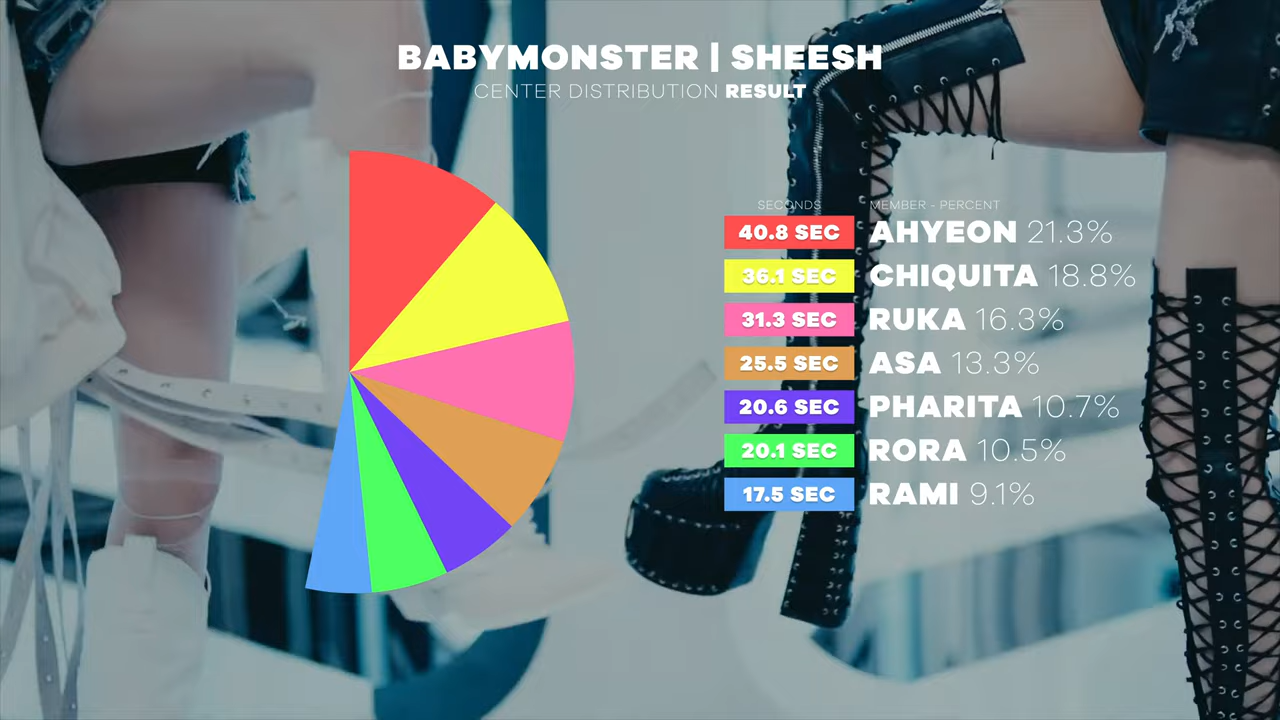 BABYMONSTER | SHEESH
CENTER DISTRIBUTION RESULT
SECONDS MEMBER - PERCENT
40.8 SEC AHYEON 21.3%
36.1 SEC CHIQUITA 18.8%
31.3 SEC RUKA 16.3%
25.5 SEC ASA 13.3%
20.6 SEC PHARITA 10.7%
20.1 SEC RORA 10.5%
17.5 SEC RAMI 9.1%